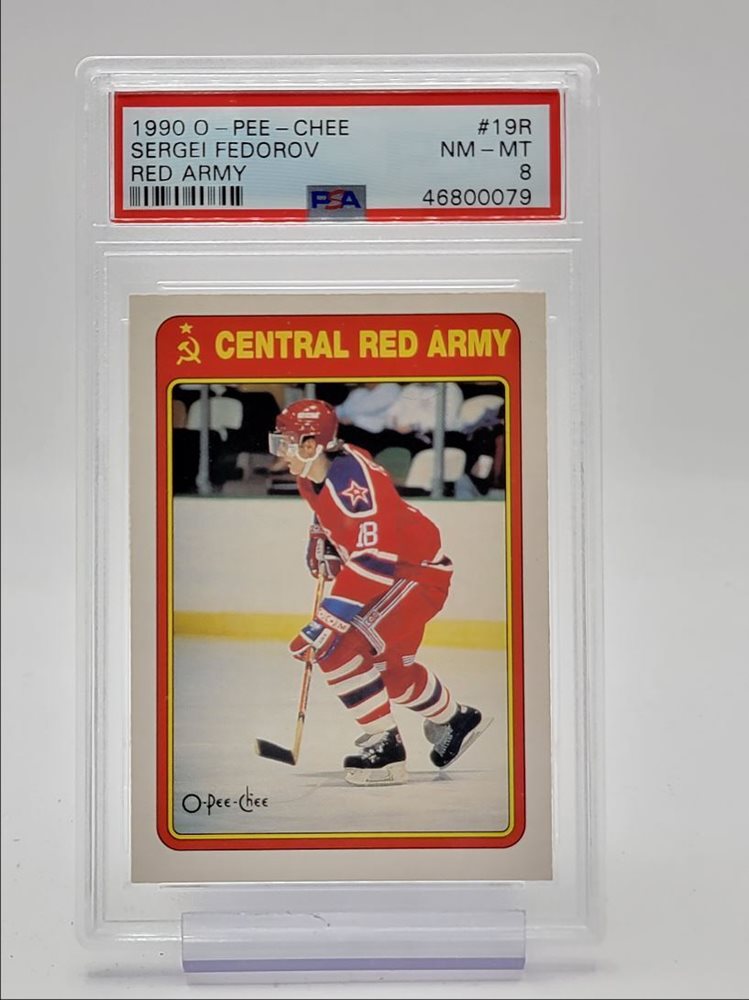 1990 O-PEE-CHEE #19R
SERGEI FEDOROV NM-MT
RED ARMY 8
PSA 46800079
CENTRAL RED ARMY
18
O-Pee-Chee